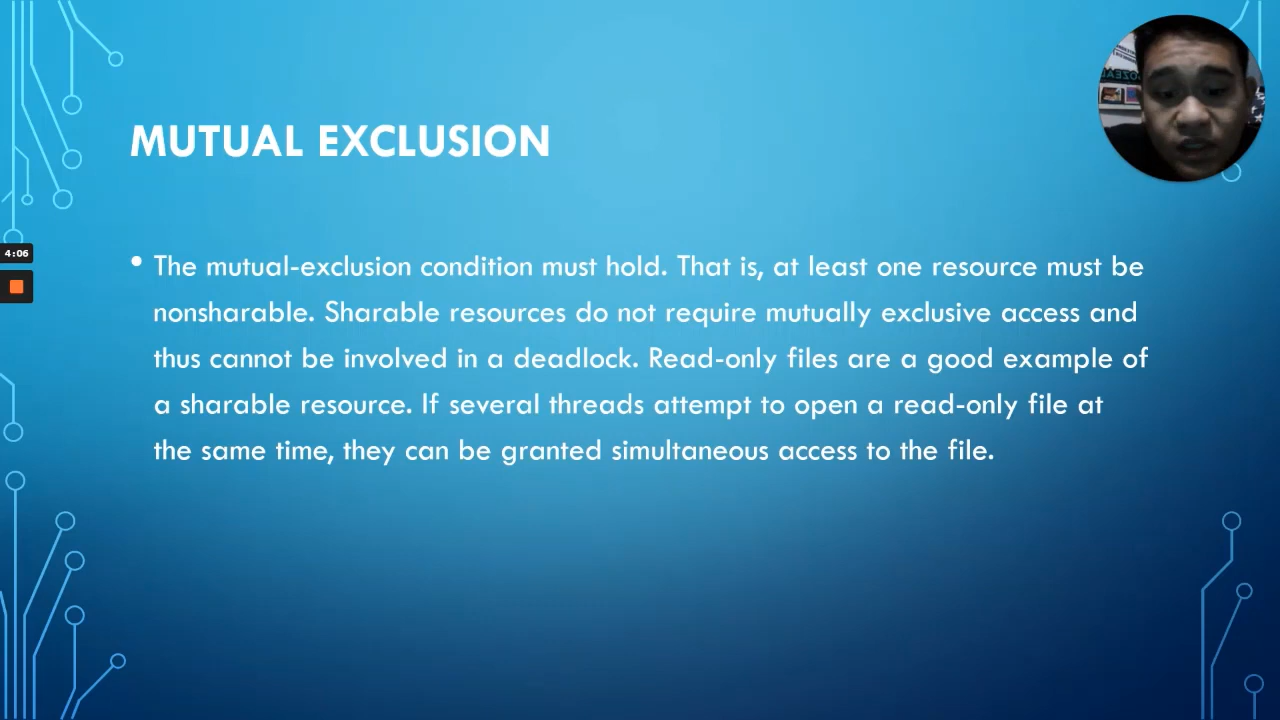 MUTUAL EXCLUSION
4:06
• The mutual-exclusion condition must hold. That is, at least one resource must be
nonsharable. Sharable resources do not require mutually exclusive access and
thus cannot be involved in a deadlock. Read-only files are a good example of
a sharable resource. If several threads attempt to open a read-only file at
the same time, they can be granted simultaneous access to the file.